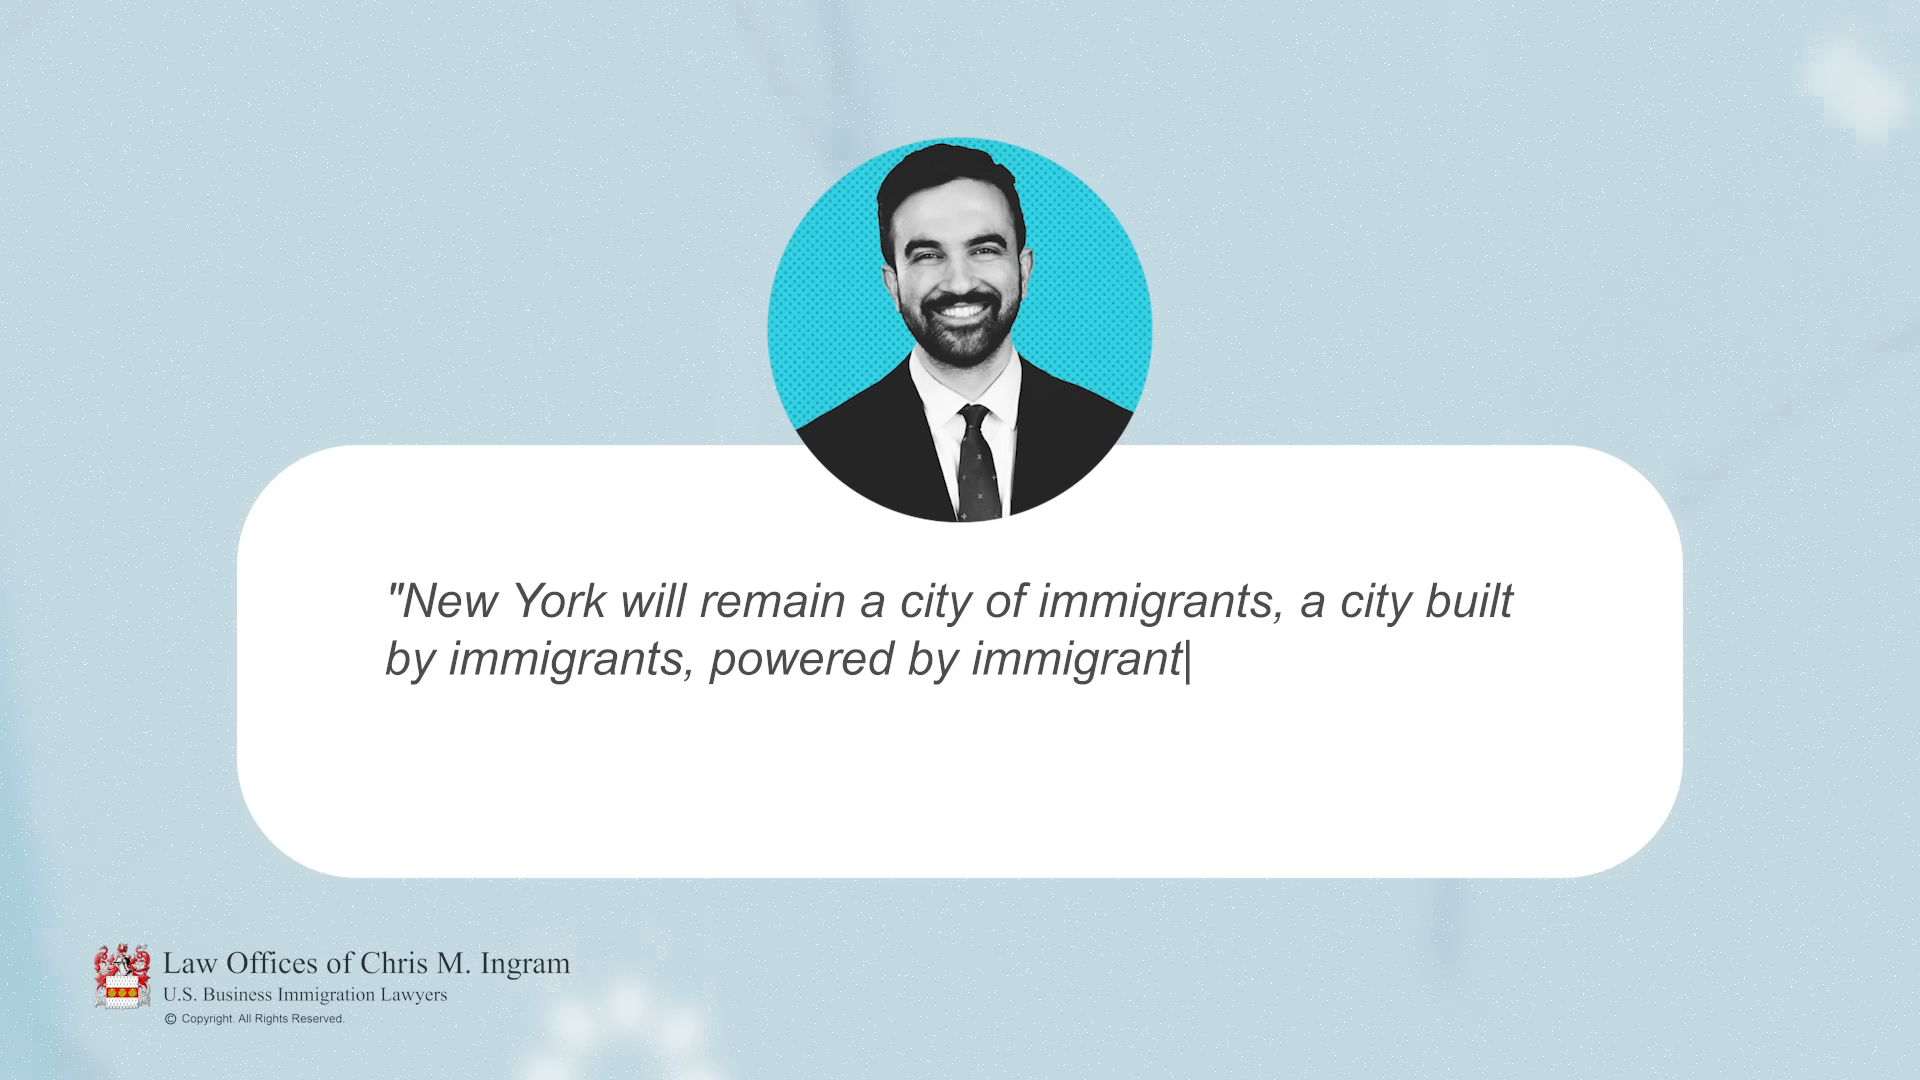 "New York will remain a city of immigrants, a city built
by immigrants, powered by immigrant|
Law Offices of Chris M. Ingram
U.S. Business Immigration Lawyers
© Copyright. All Rights Reserved.